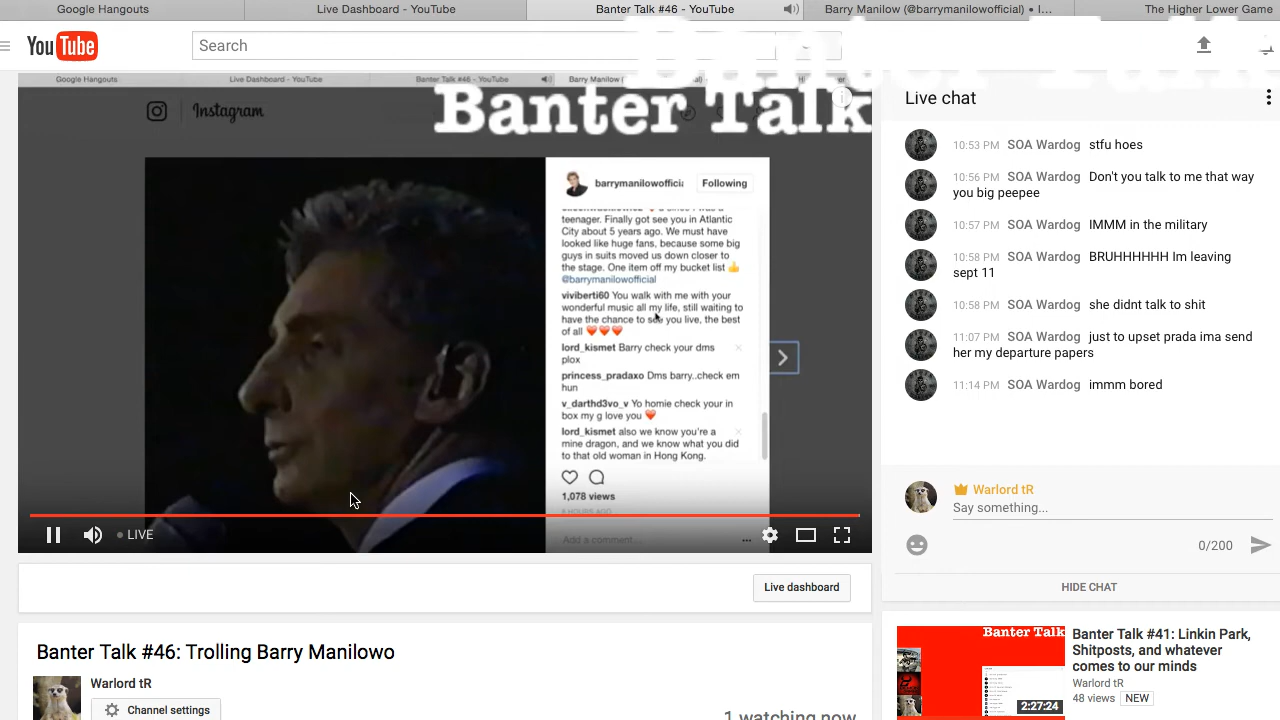 Google Hangouts
Live Dashboard - YouTube
Banter Talk #46 - YouTube
Barry Manilow (@barrymanilowofficial) • I...
The Higher Lower Game
YouTube
Search
Google Hangouts
Live Dashboard - YouTube
Banter Talk #46 - YouTube
Barry Manilow
Banter Talk
Instagram
barrymanilowofficia
Following
teenager. Finally got see you in Atlantic
City about 5 years ago. We must have
looked like huge fans, because some big
guys in suits moved us down closer to
the stage. One item off my bucket list 👍
@barrymanilowofficial
viviberti60 You walk with me with your
wonderful music all my life, still waiting to
have the chance to see you live, the best
of all ❤️❤️❤️
lord_kismet Barry check your dms
plox
princess_pradaxo Dms barry..check em
hun
v_darthd3vo_v Yo homie check your in
box my g love you ❤️
lord_kismet also we know you're a
mine dragon, and we know what you did
to that old woman in Hong Kong.
1,078 views
8 HOURS AGO
Add a comment...
LIVE
Live dashboard
Banter Talk #46: Trolling Barry Manilowo
Warlord tR
Channel settings
1 watching now
Live chat
10:53 PM SOA Wardog stfu hoes
10:56 PM SOA Wardog Don't you talk to me that way
you big peepee
10:57 PM SOA Wardog IMMM in the military
10:58 PM SOA Wardog BRUHHHHHH Im leaving
sept 11
10:58 PM SOA Wardog she didnt talk to shit
11:07 PM SOA Wardog just to upset prada ima send
her my departure papers
11:14 PM SOA Wardog immm bored
Warlord tR
Say something...
0/200
HIDE CHAT
Banter Talk
2:27:24
Banter Talk #41: Linkin Park,
Shitposts, and whatever
comes to our minds
Warlord tR
48 views NEW